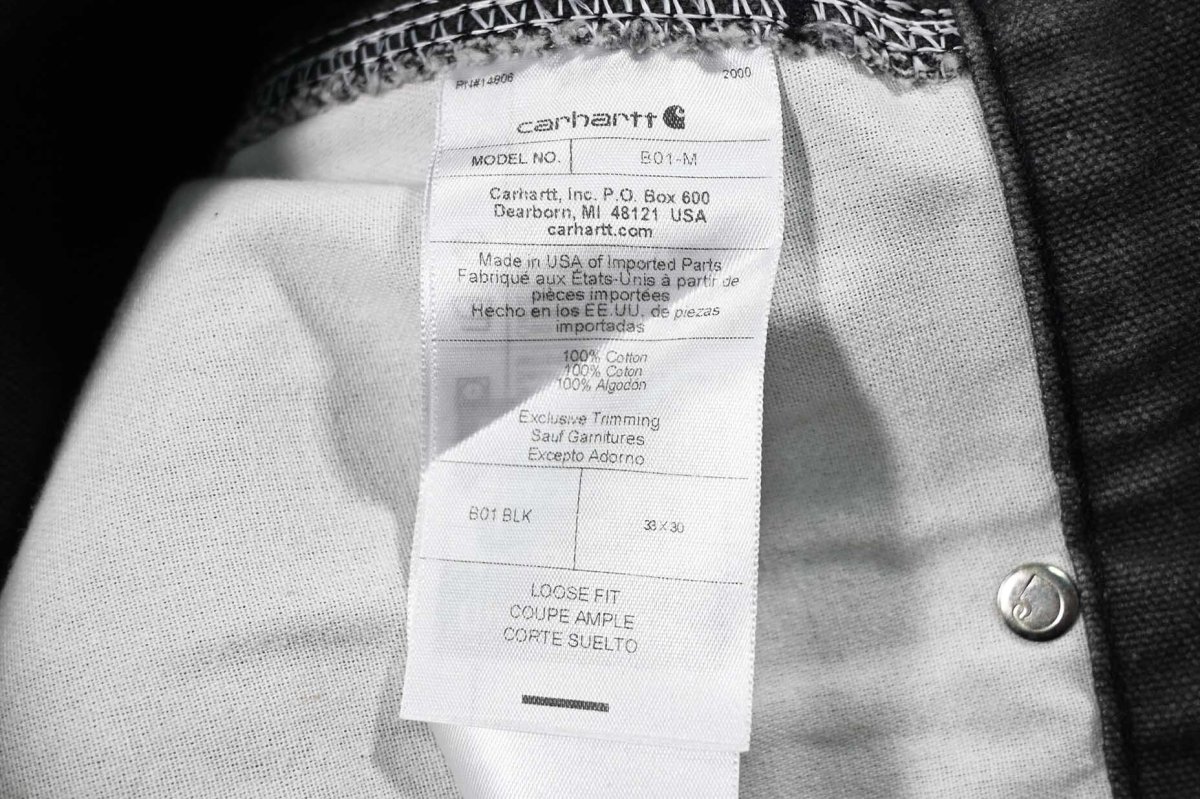 PN#14806 2000
carhartt
MODEL NO. B01-M
Carhartt, Inc. P.O. Box 600
Dearborn, MI 48121 USA
carhartt.com
Made in USA of Imported Parts
Fabriqué aux États-Unis à partir de
pièces importées
Hecho en los EE.UU. de piezas
importadas
100% Cotton
100% Coton
100% Algodón
Exclusive Trimming
Sauf Garnitures
Excepto Adorno
B01 BLK 33 X 30
LOOSE FIT
COUPE AMPLE
CORTE SUELTO